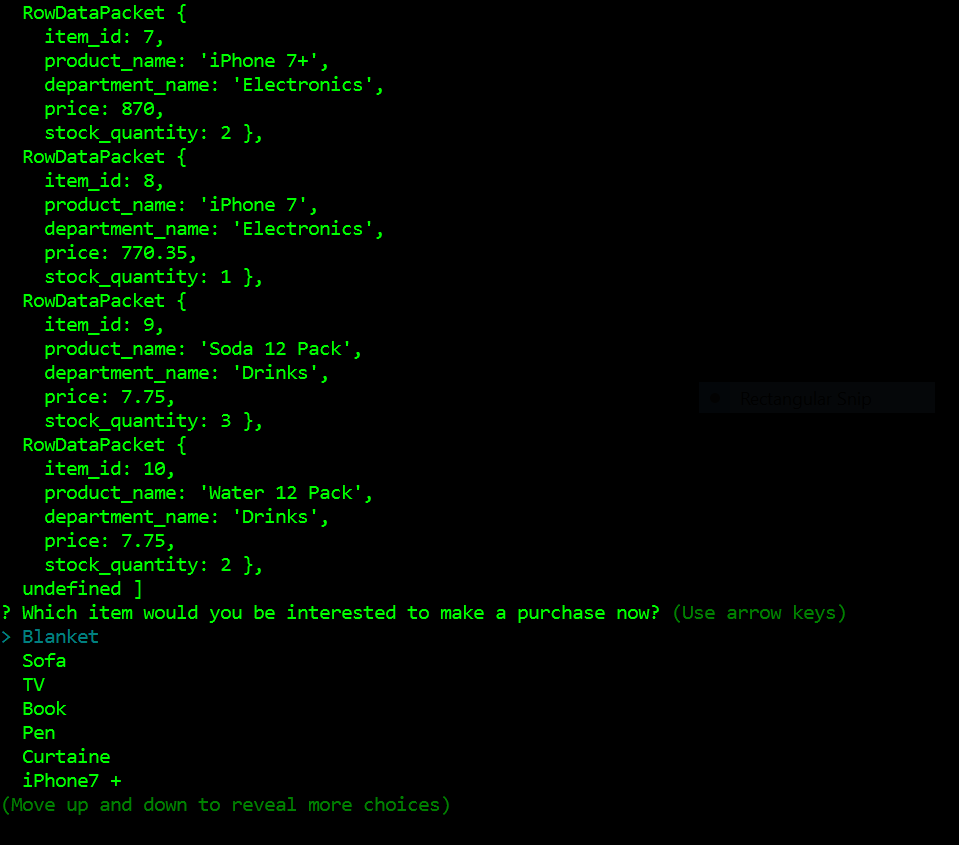 RowDataPacket {
item_id: 7,
product_name: 'iPhone 7+',
department_name: 'Electronics',
price: 870,
stock_quantity: 2 },
RowDataPacket {
item_id: 8,
product_name: 'iPhone 7',
department_name: 'Electronics',
price: 770.35,
stock_quantity: 1 },
RowDataPacket {
item_id: 9,
product_name: 'Soda 12 Pack',
department_name: 'Drinks',
price: 7.75,
stock_quantity: 3 },
Rectangular Snip
RowDataPacket {
item_id: 10,
product_name: 'Water 12 Pack',
department_name: 'Drinks',
price: 7.75,
stock_quantity: 2 },
undefined ]
? Which item would you be interested to make a purchase now? (Use arrow keys)
> Blanket
Sofa
TV
Book
Pen
Curtaine
iPhone7 +
(Move up and down to reveal more choices)